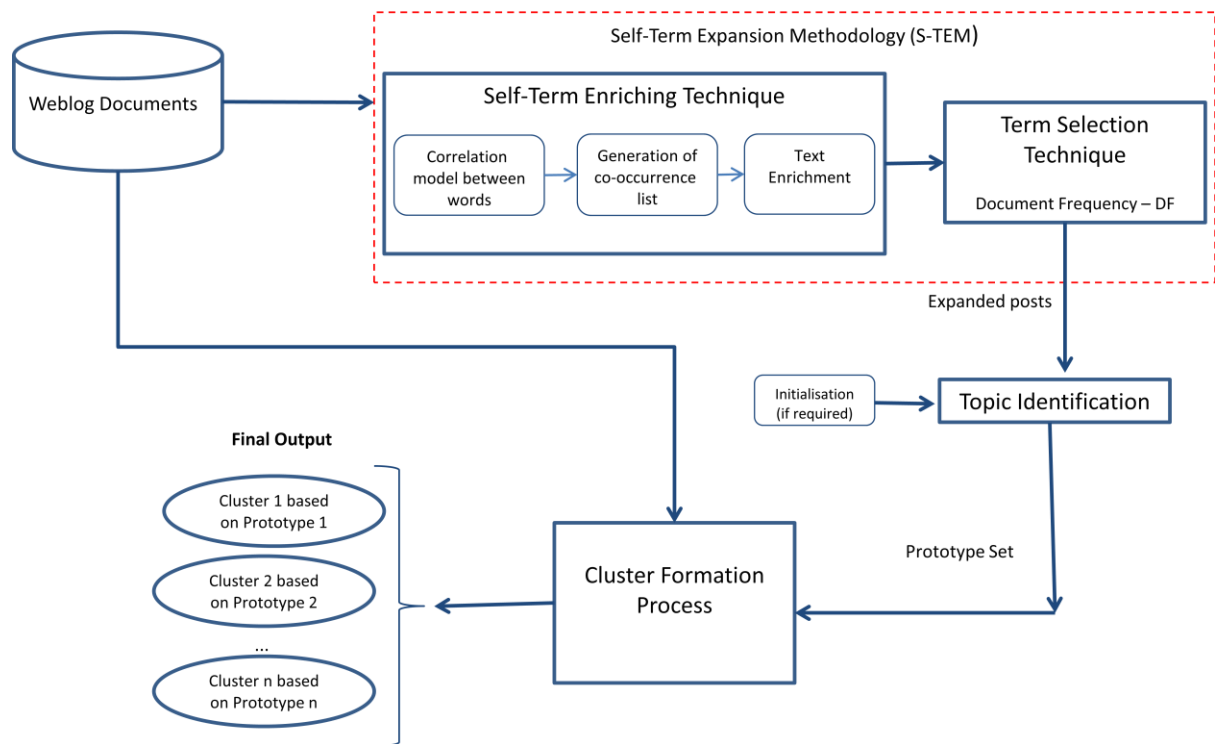 Self-Term Expansion Methodology (S-TEM)
Weblog Documents
Self-Term Enriching Technique
Correlation
model between
words
Generation of
co-occurrence
list
Text
Enrichment
Term Selection
Technique
Document Frequency – DF
Expanded posts
Initialisation
(if required)
Topic Identification
Prototype Set
Cluster Formation
Process
Final Output
Cluster 1 based
on Prototype 1
Cluster 2 based
on Prototype 2
...
Cluster n based
on Prototype n